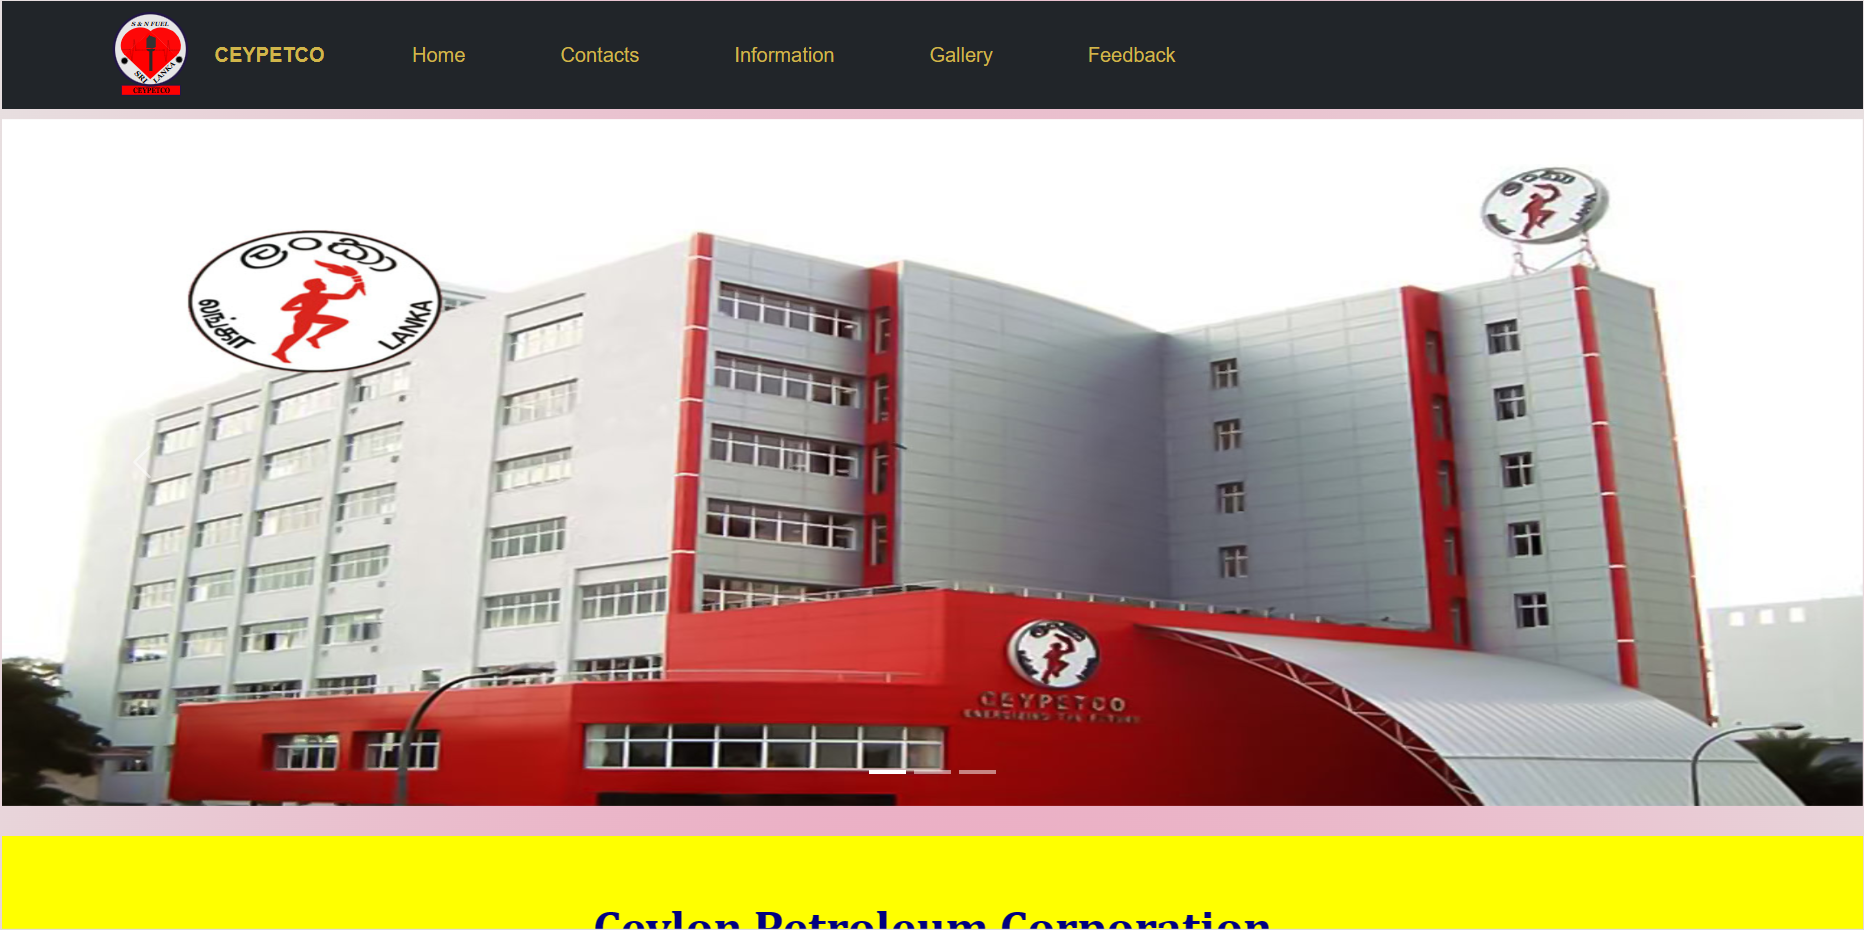 S & N FUEL
SRI LANKA
CEYPETCO
CEYPETCO
Home
Contacts
Information
Gallery
Feedback
ලංකා
லங்கா
LANKA
ලංකා
LANKA
CEYPETCO
ENERGIZING THE FUTURE
Ceylon Petroleum Corporation